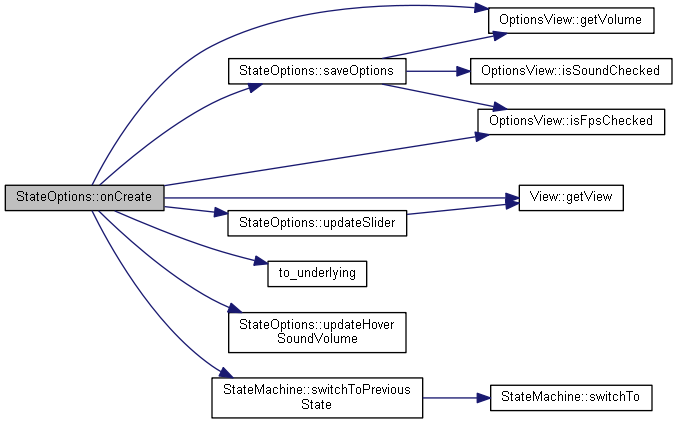 OptionsView::getVolume
StateOptions::saveOptions
OptionsView::isSoundChecked
OptionsView::isFpsChecked
StateOptions::onCreate
View::getView
StateOptions::updateSlider
to_underlying
StateOptions::updateHover
SoundVolume
StateMachine::switchToPrevious
State
StateMachine::switchTo